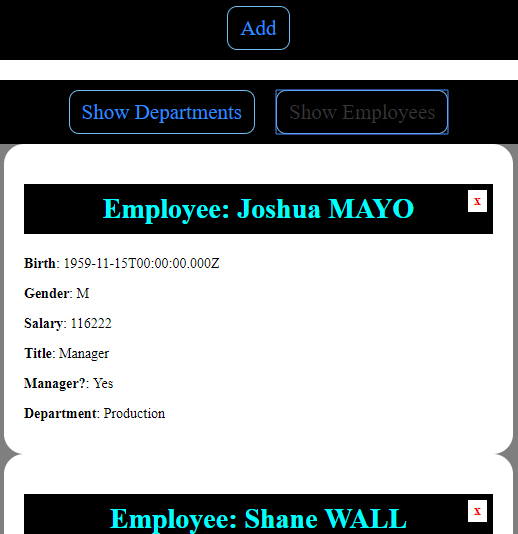 Add
Show Departments Show Employees
Employee: Joshua MAYO x
Birth: 1959-11-15T00:00:00.000Z
Gender: M
Salary: 116222
Title: Manager
Manager?: Yes
Department: Production
Employee: Shane WALL x